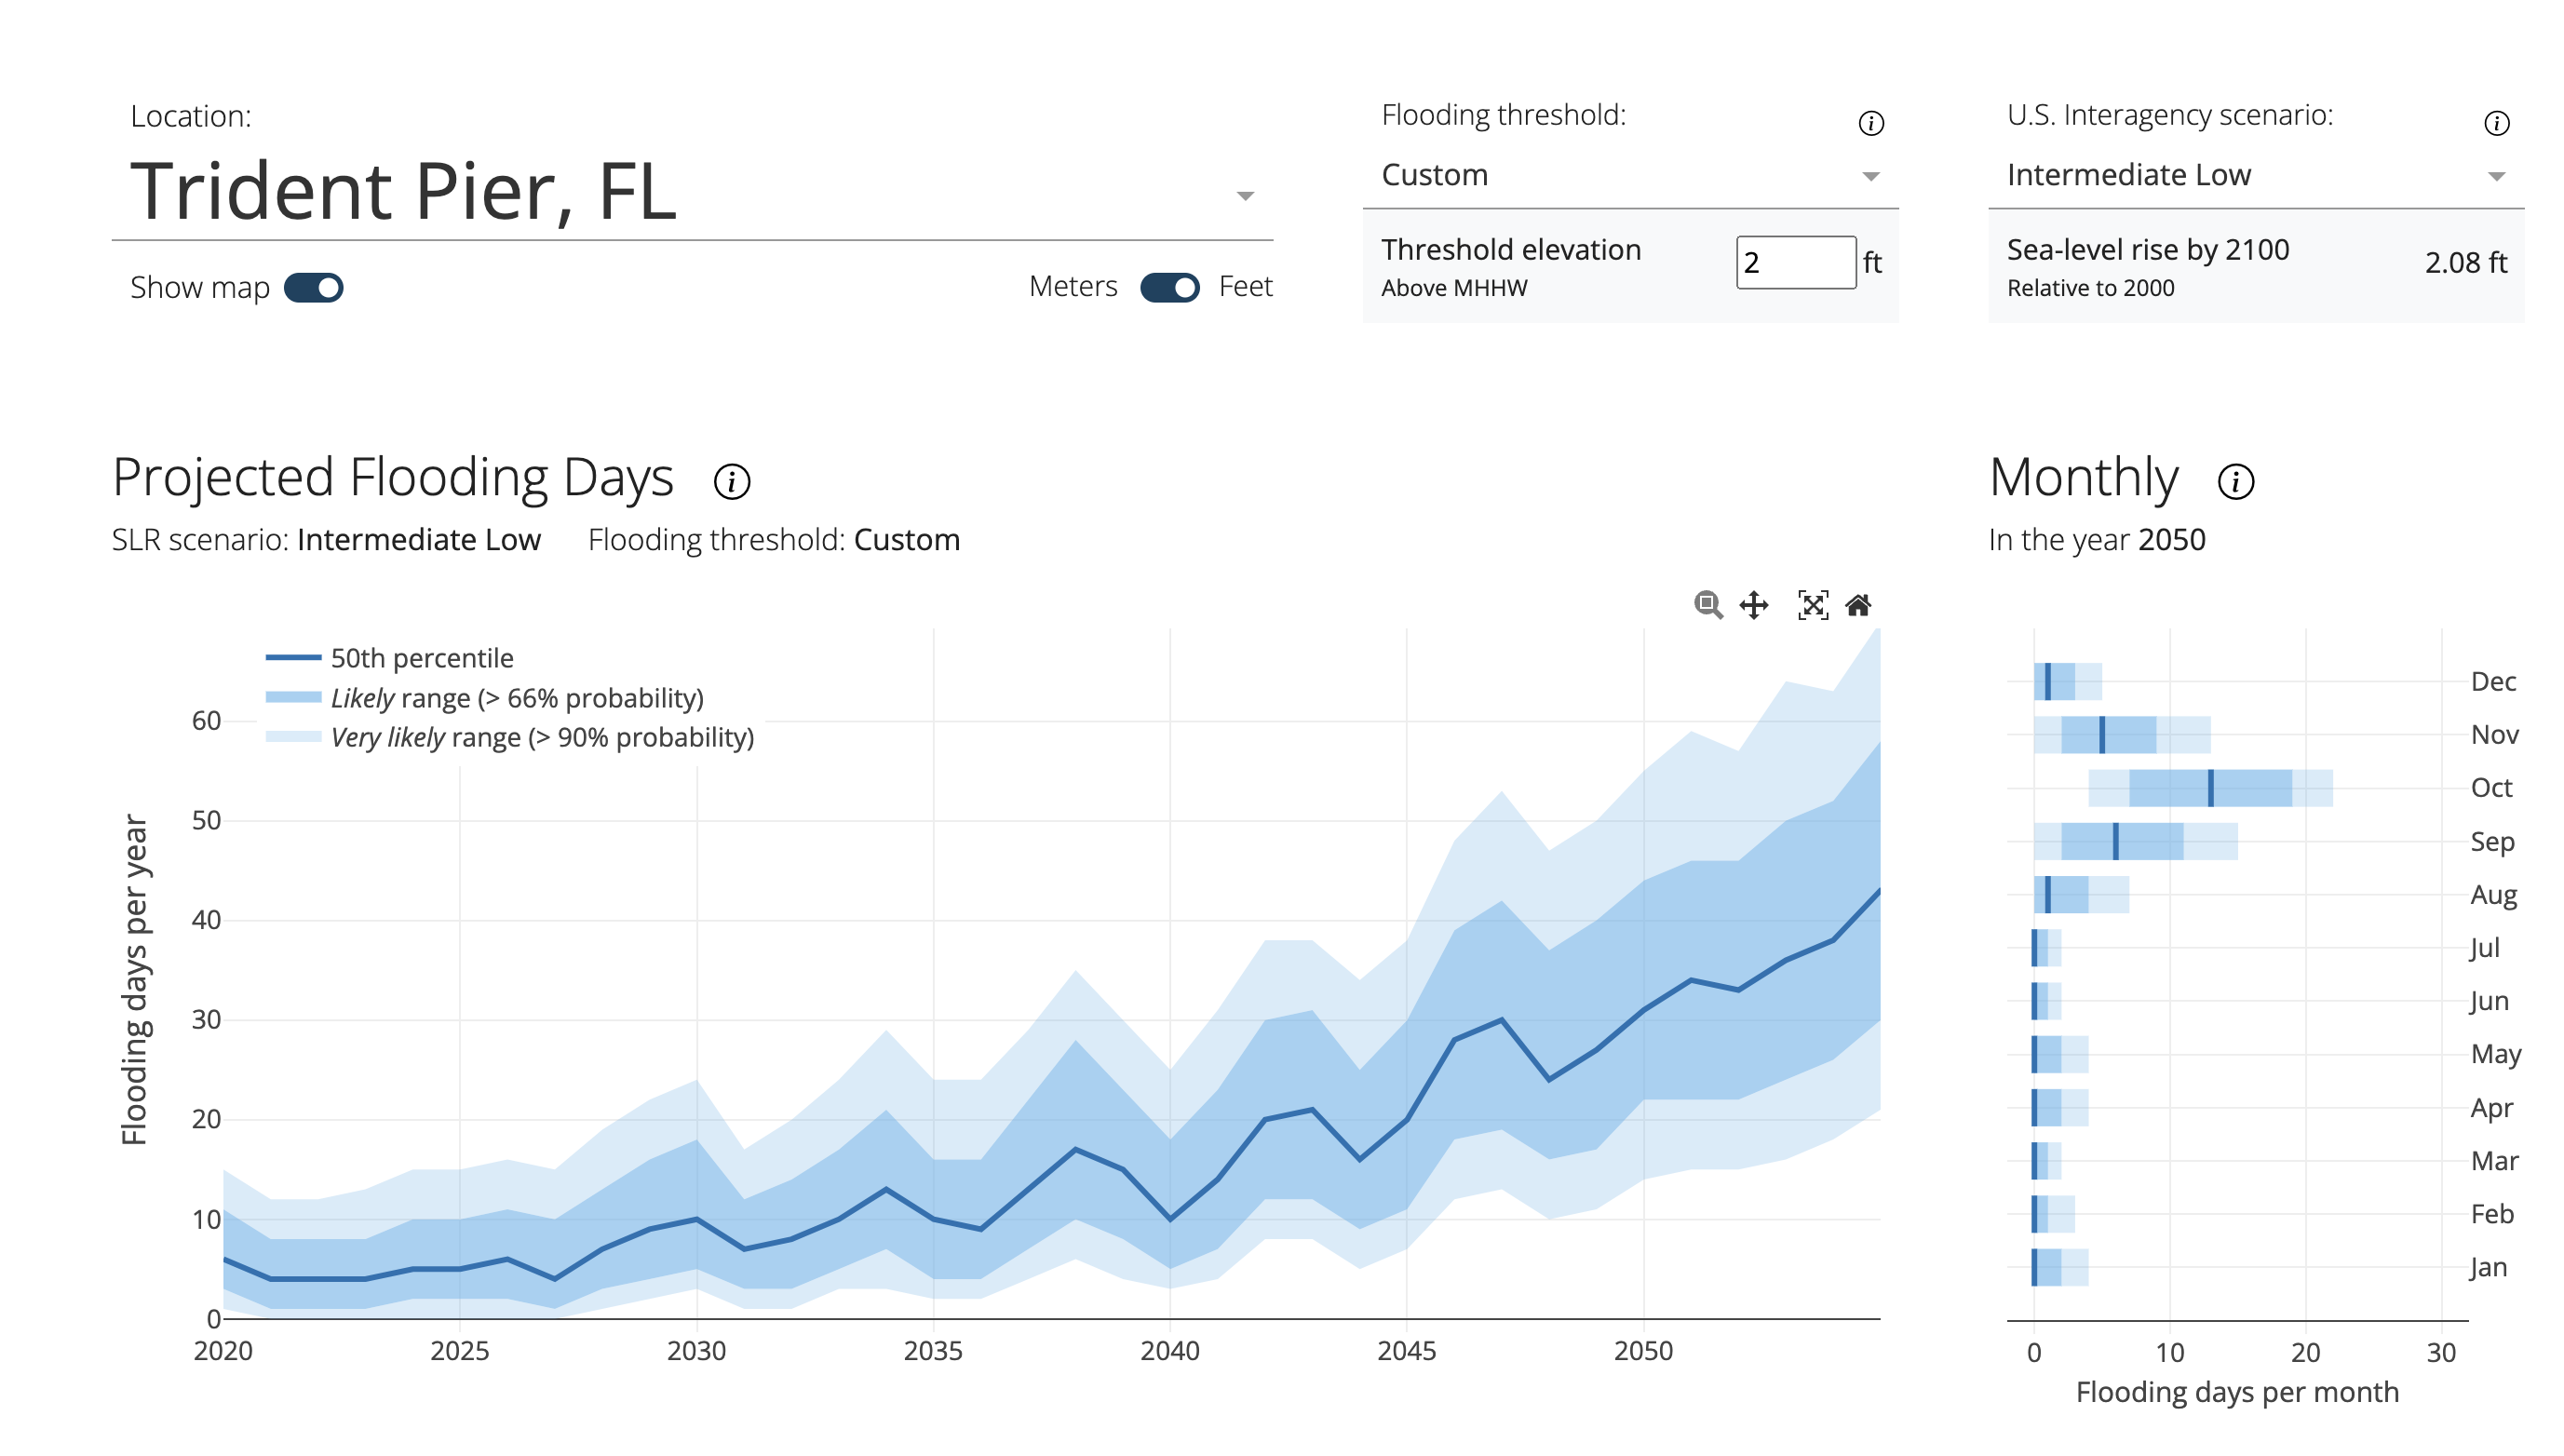 Location:
Trident Pier, FL
Show map
Meters Feet
Flooding threshold:
Custom
Threshold elevation
Above MHHW
2 ft
U.S. Interagency scenario:
Intermediate Low
Sea-level rise by 2100
Relative to 2000
2.08 ft
Projected Flooding Days
SLR scenario: Intermediate Low Flooding threshold: Custom
50th percentile
Likely range (> 66% probability)
Very likely range (> 90% probability)
Flooding days per year
60
50
40
30
20
10
0
2020 2025 2030 2035 2040 2045 2050
Monthly
In the year 2050
Dec
Nov
Oct
Sep
Aug
Jul
Jun
May
Apr
Mar
Feb
Jan
0 10 20 30
Flooding days per month